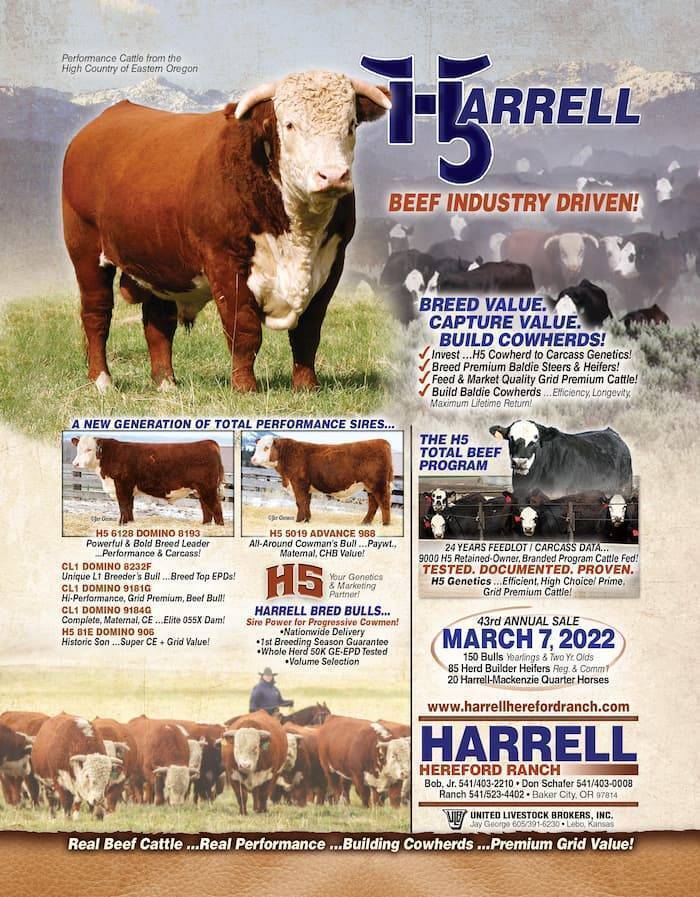 Performance Cattle from the
High Country of Eastern Oregon
H5 HARRELL
BEEF INDUSTRY DRIVEN!
BREED VALUE.
CAPTURE VALUE.
BUILD COWHERDS!
✓ Invest ...H5 Cowherd to Carcass Genetics!
✓ Breed Premium Baldie Steers & Heifers!
✓ Feed & Market Quality Grid Premium Cattle!
✓ Build Baldie Cowherds ...Efficiency, Longevity,
Maximum Lifetime Return!
A NEW GENERATION OF TOTAL PERFORMANCE SIRES...
H5 6128 DOMINO 8193
Powerful & Bold Breed Leader
...Performance & Carcass!
H5 5019 ADVANCE 988
All-Around Cowman's Bull ...Paywt.,
Maternal, CHB Value!
CL1 DOMINO 8232F
Unique L1 Breeder's Bull ...Breed Top EPDs!
CL1 DOMINO 9181G
Hi-Performance, Grid Premium, Beef Bull!
CL1 DOMINO 9184G
Complete, Maternal, CE ...Elite 055X Dam!
H5 81E DOMINO 906
Historic Son ...Super CE + Grid Value!
H5
Your Genetics
& Marketing
Partner!
HARRELL BRED BULLS...
Sire Power for Progressive Cowmen!
•Nationwide Delivery
•1st Breeding Season Guarantee
•Whole Herd 50K GE-EPD Tested
•Volume Selection
THE H5
TOTAL BEEF
PROGRAM
24 YEARS FEEDLOT / CARCASS DATA...
9000 H5 Retained-Owner, Branded Program Cattle Fed!
TESTED. DOCUMENTED. PROVEN.
H5 Genetics ...Efficient, High Choice/ Prime,
Grid Premium Cattle!
43rd ANNUAL SALE
MARCH 7, 2022
150 Bulls Yearlings & Two Yr. Olds
85 Herd Builder Heifers Reg. & Comm'l
20 Harrell-Mackenzie Quarter Horses
www.harrellherefordranch.com
HARRELL
HEREFORD RANCH
Bob, Jr. 541/403-2210 • Don Schafer 541/403-0008
Ranch 541/523-4402 • Baker City, OR 97814
UNITED LIVESTOCK BROKERS, INC.
Jay George 605/391-6230 • Lebo, Kansas
Real Beef Cattle ...Real Performance ...Building Cowherds ...Premium Grid Value!